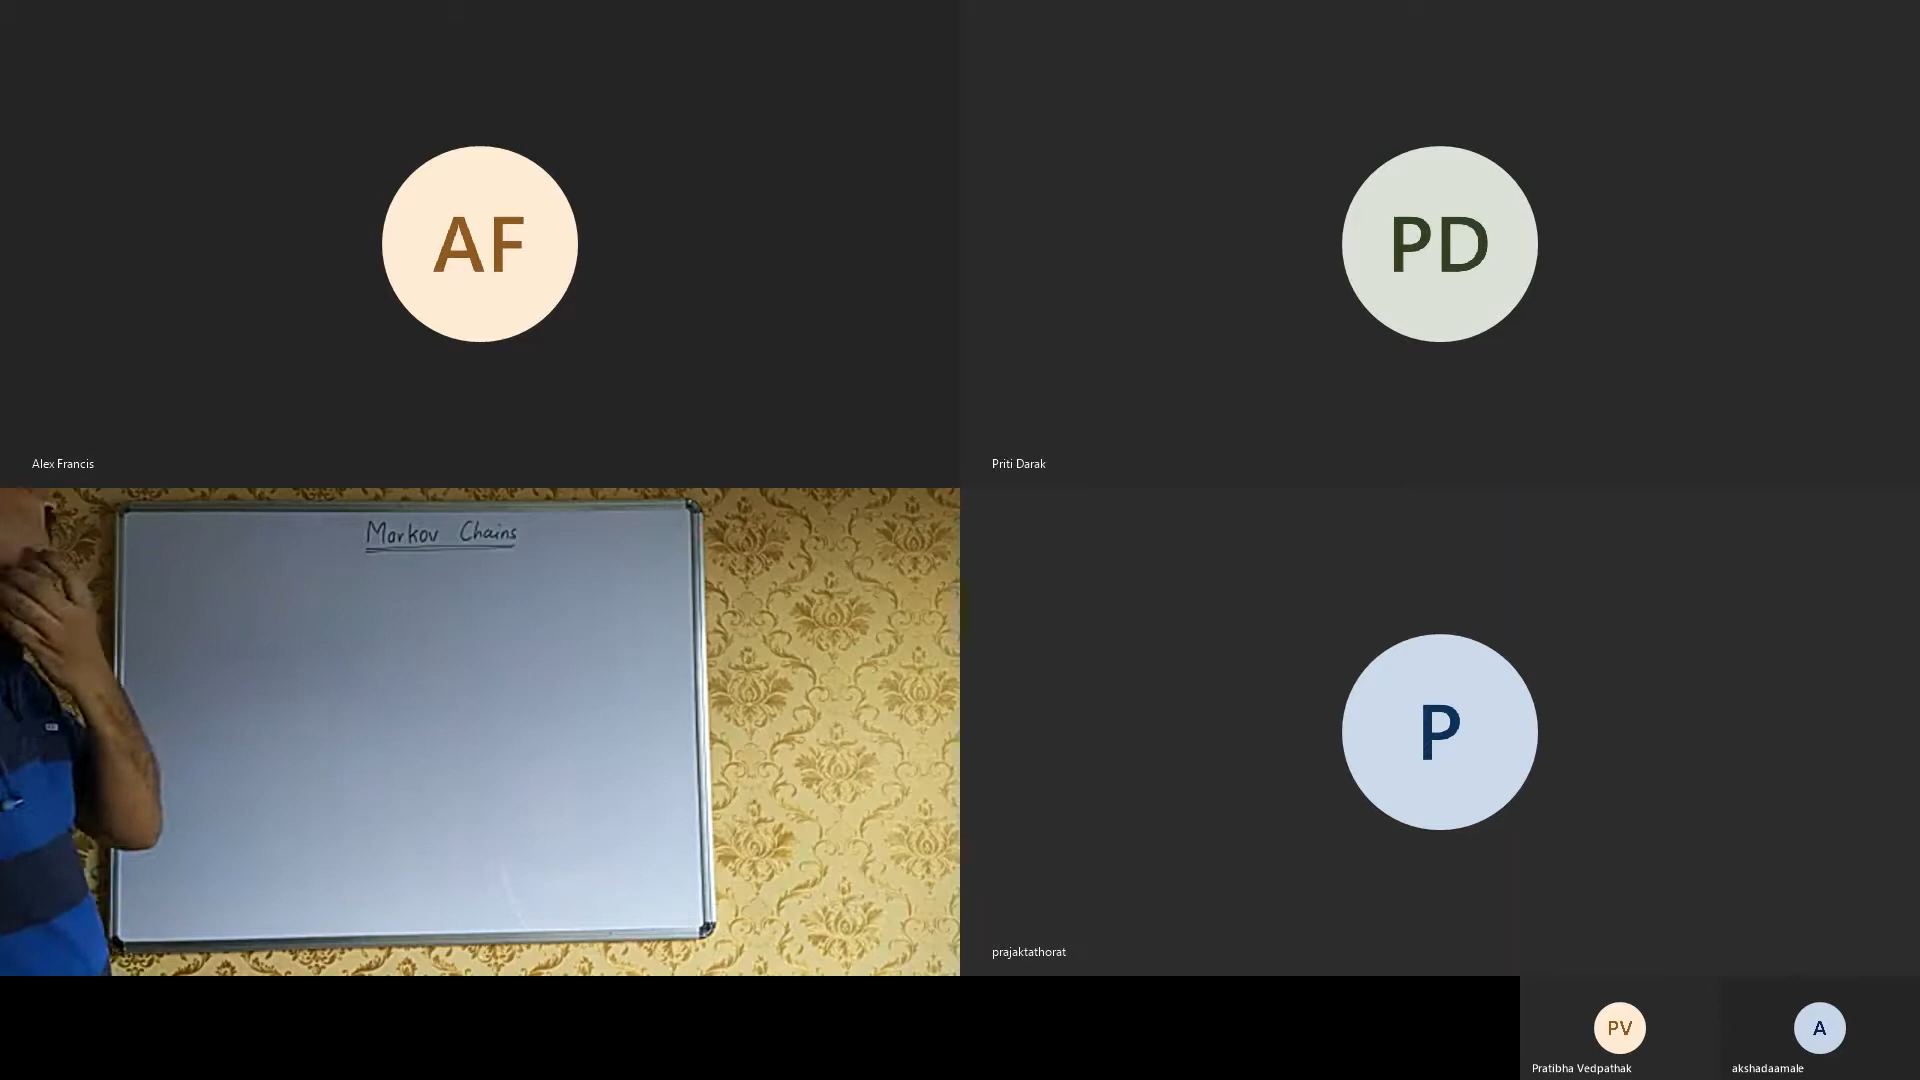 AF
Alex Francis
PD
Priti Darak
Markov Chains
P
prajaktathorat
PV
Pratibha Vedpathak
A
akshadaamale